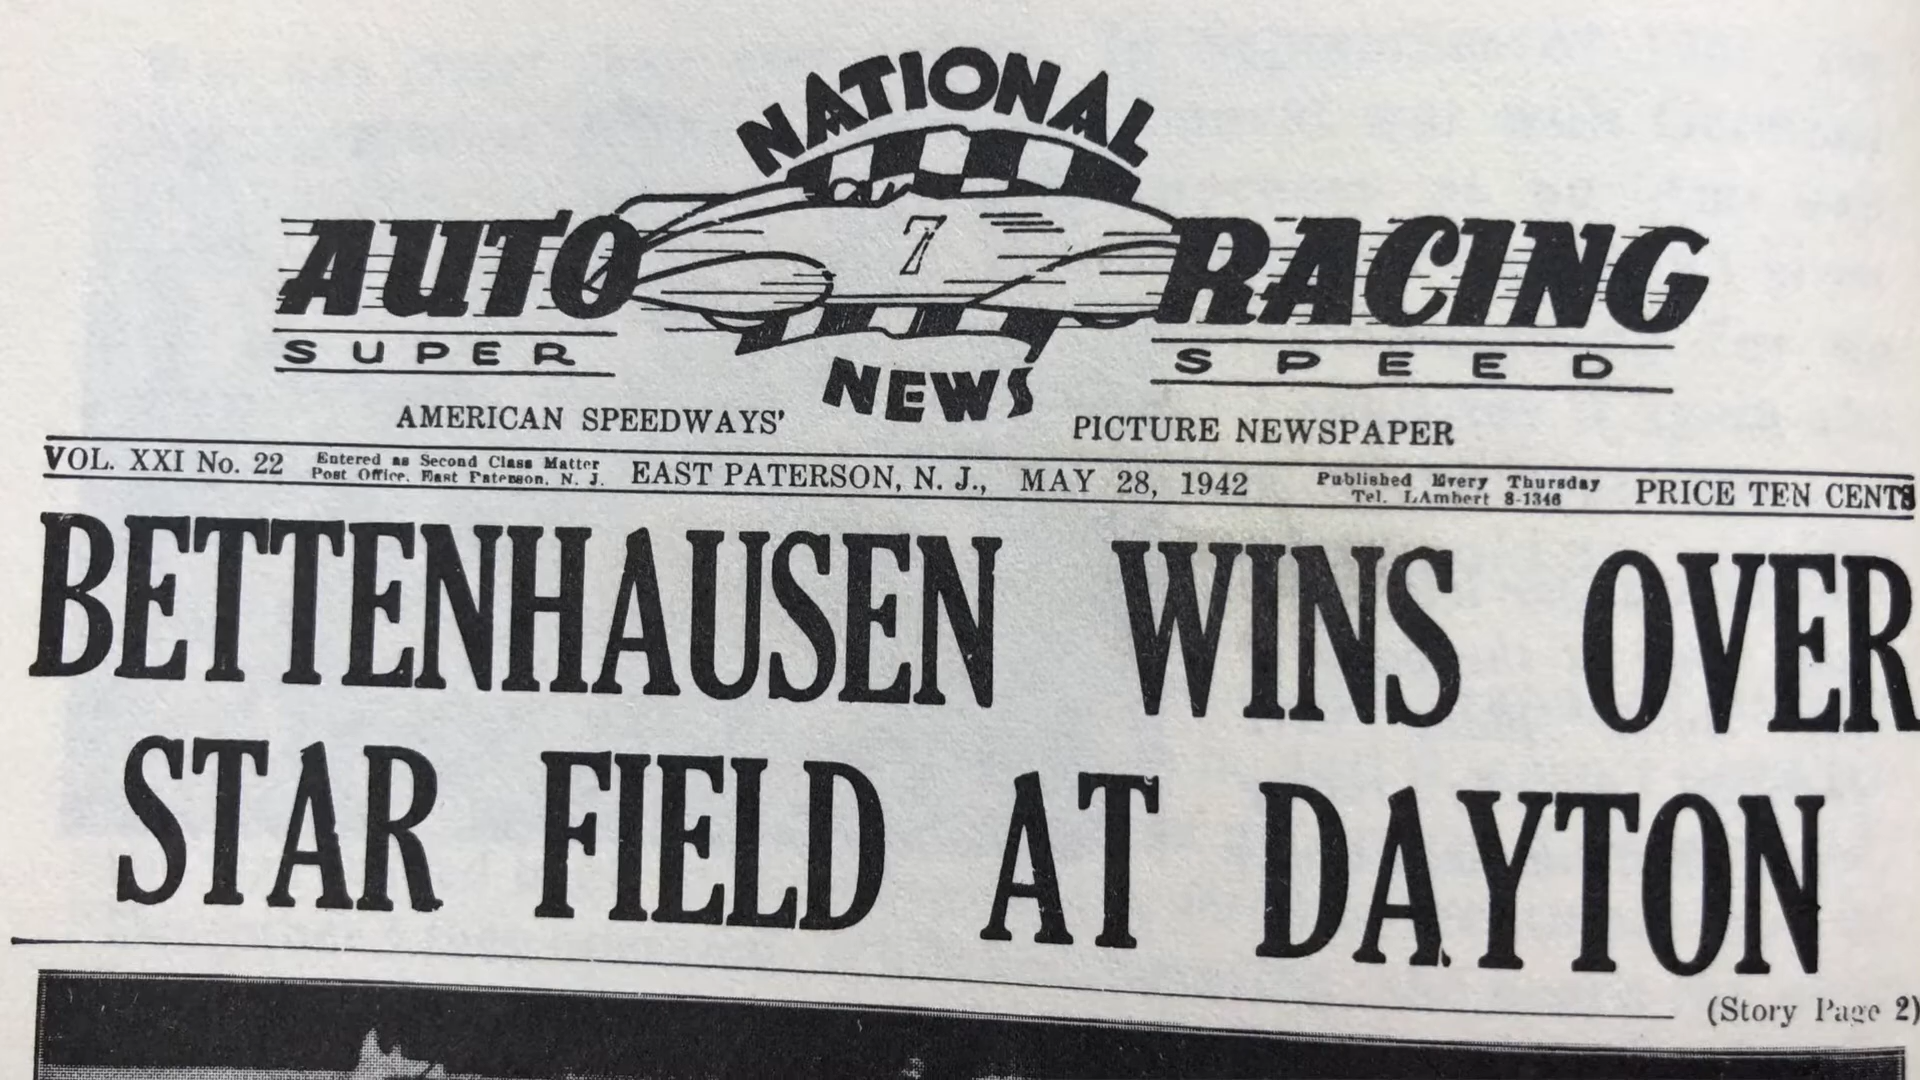 NATIONAL
AUTO 7 RACING
SUPER SPEED
NEWS
AMERICAN SPEEDWAYS' PICTURE NEWSPAPER
VOL. XXI No. 22 Entered as Second Class Matter
Post Office, East Paterson, N. J. EAST PATERSON, N. J., MAY 28, 1942 Published Every Thursday
Tel. LAmbert 8-1346 PRICE TEN CENTS
BETTENHAUSEN WINS OVER
STAR FIELD AT DAYTON
(Story Page 2)